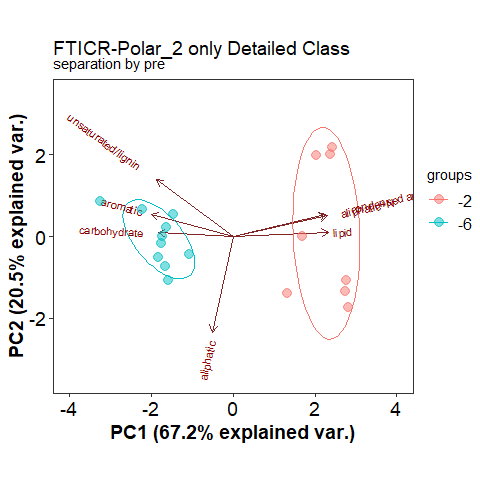 FTICR-Polar_2 only Detailed Class
separation by pre
unsaturated/lignin
aromatic
carbohydrate
aliphatic
lipid
aliphatic
groups
-2
-6
2
0
-2
-4
-2
0
2
4
PC2 (20.5% explained var.)
PC1 (67.2% explained var.)